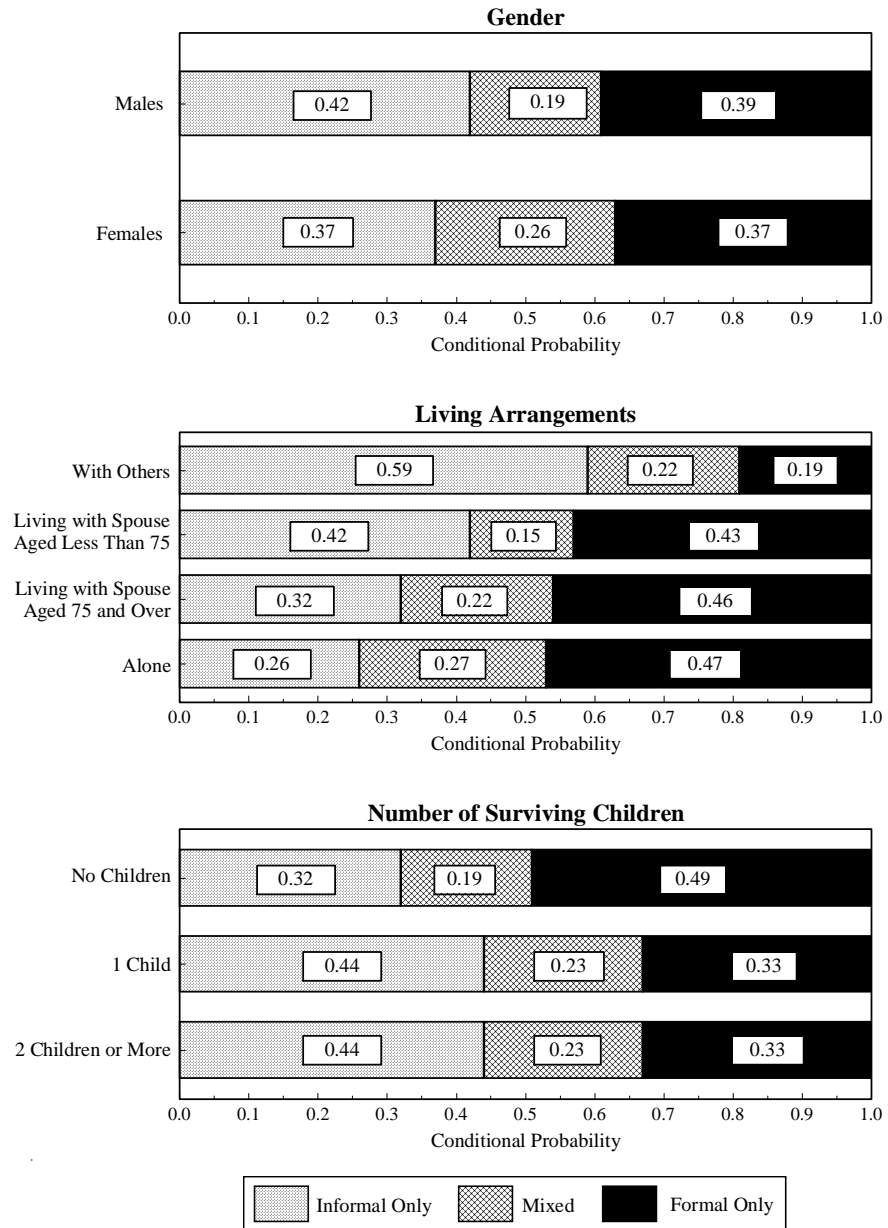 Gender
Males
0.42
0.19
0.39
Females
0.37
0.26
0.37
0.0 0.1 0.2 0.3 0.4 0.5 0.6 0.7 0.8 0.9 1.0
Conditional Probability
Living Arrangements
With Others
0.59
0.22
0.19
Living with Spouse
Aged Less Than 75
0.42
0.15
0.43
Living with Spouse
Aged 75 and Over
0.32
0.22
0.46
Alone
0.26
0.27
0.47
0.0 0.1 0.2 0.3 0.4 0.5 0.6 0.7 0.8 0.9 1.0
Conditional Probability
Number of Surviving Children
No Children
0.32
0.19
0.49
1 Child
0.44
0.23
0.33
2 Children or More
0.44
0.23
0.33
0.0 0.1 0.2 0.3 0.4 0.5 0.6 0.7 0.8 0.9 1.0
Conditional Probability
Informal Only
Mixed
Formal Only